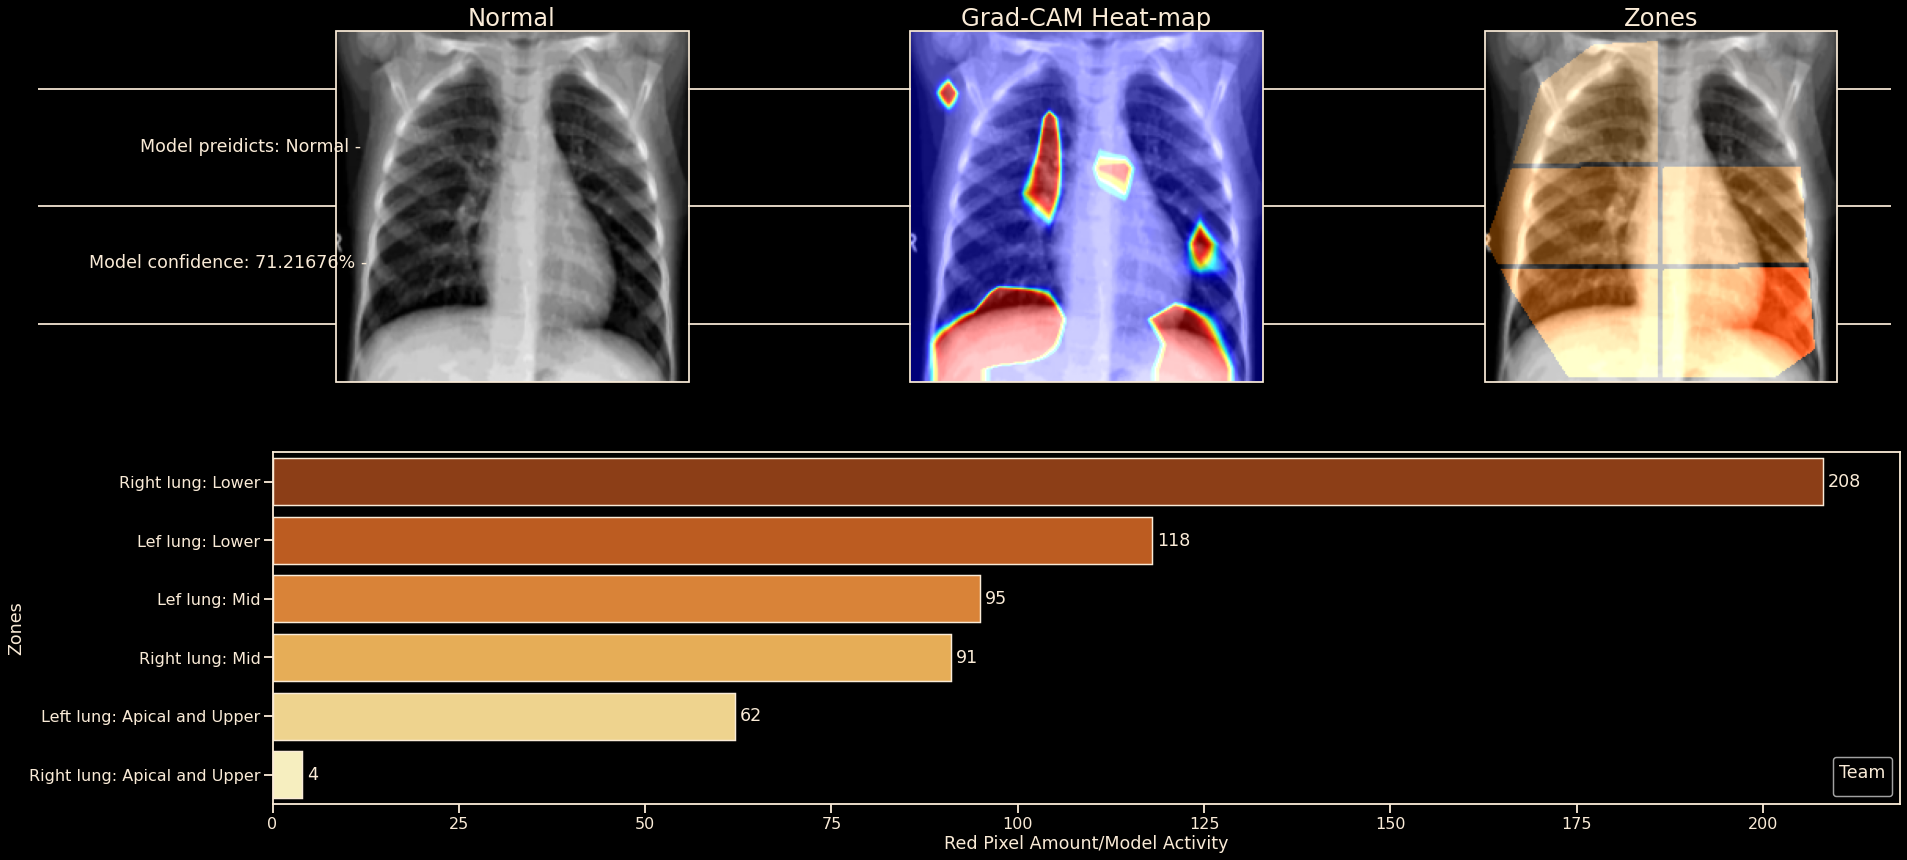 Normal
Grad-CAM Heat-map
Zones
Model preidicts: Normal -
Model confidence: 71.21676% -
R
R
R
Right lung: Lower
208
Lef lung: Lower
118
Lef lung: Mid
95
Right lung: Mid
91
Left lung: Apical and Upper
62
Right lung: Apical and Upper
4
Zones
Team
0 25 50 75 100 125 150 175 200
Red Pixel Amount/Model Activity